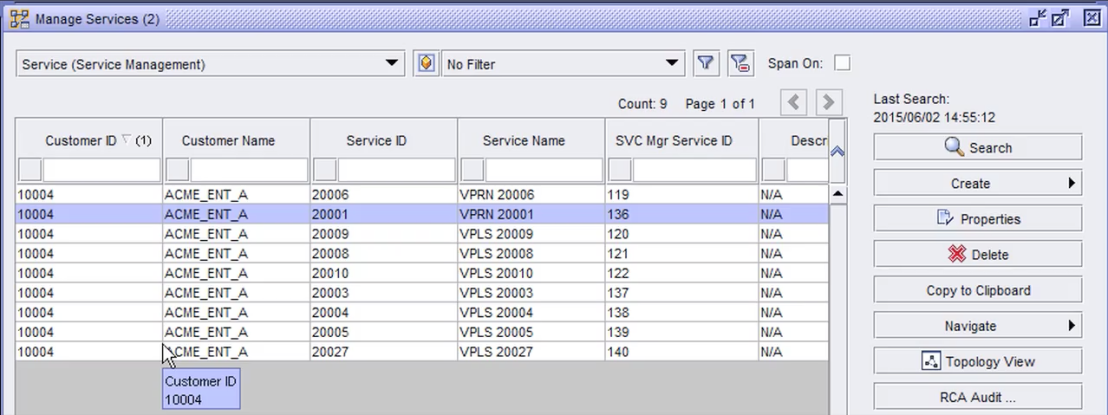 Manage Services (2)
Service (Service Management)
No Filter
Span On:
Count: 9 Page 1 of 1
Last Search:
2015/06/02 14:55:12
Customer ID (1) Customer Name Service ID Service Name SVC Mgr Service ID Descr
10004 ACME_ENT_A 20006 VPRN 20006 119 N/A
10004 ACME_ENT_A 20001 VPRN 20001 136 N/A
10004 ACME_ENT_A 20009 VPLS 20009 120 N/A
10004 ACME_ENT_A 20008 VPLS 20008 121 N/A
10004 ACME_ENT_A 20010 VPLS 20010 122 N/A
10004 ACME_ENT_A 20003 VPLS 20003 137 N/A
10004 ACME_ENT_A 20004 VPLS 20004 138 N/A
10004 ACME_ENT_A 20005 VPLS 20005 139 N/A
10004 ACME_ENT_A 20027 VPLS 20027 140 N/A
Customer ID
10004
Search
Create
Properties
Delete
Copy to Clipboard
Navigate
Topology View
RCA Audit ...